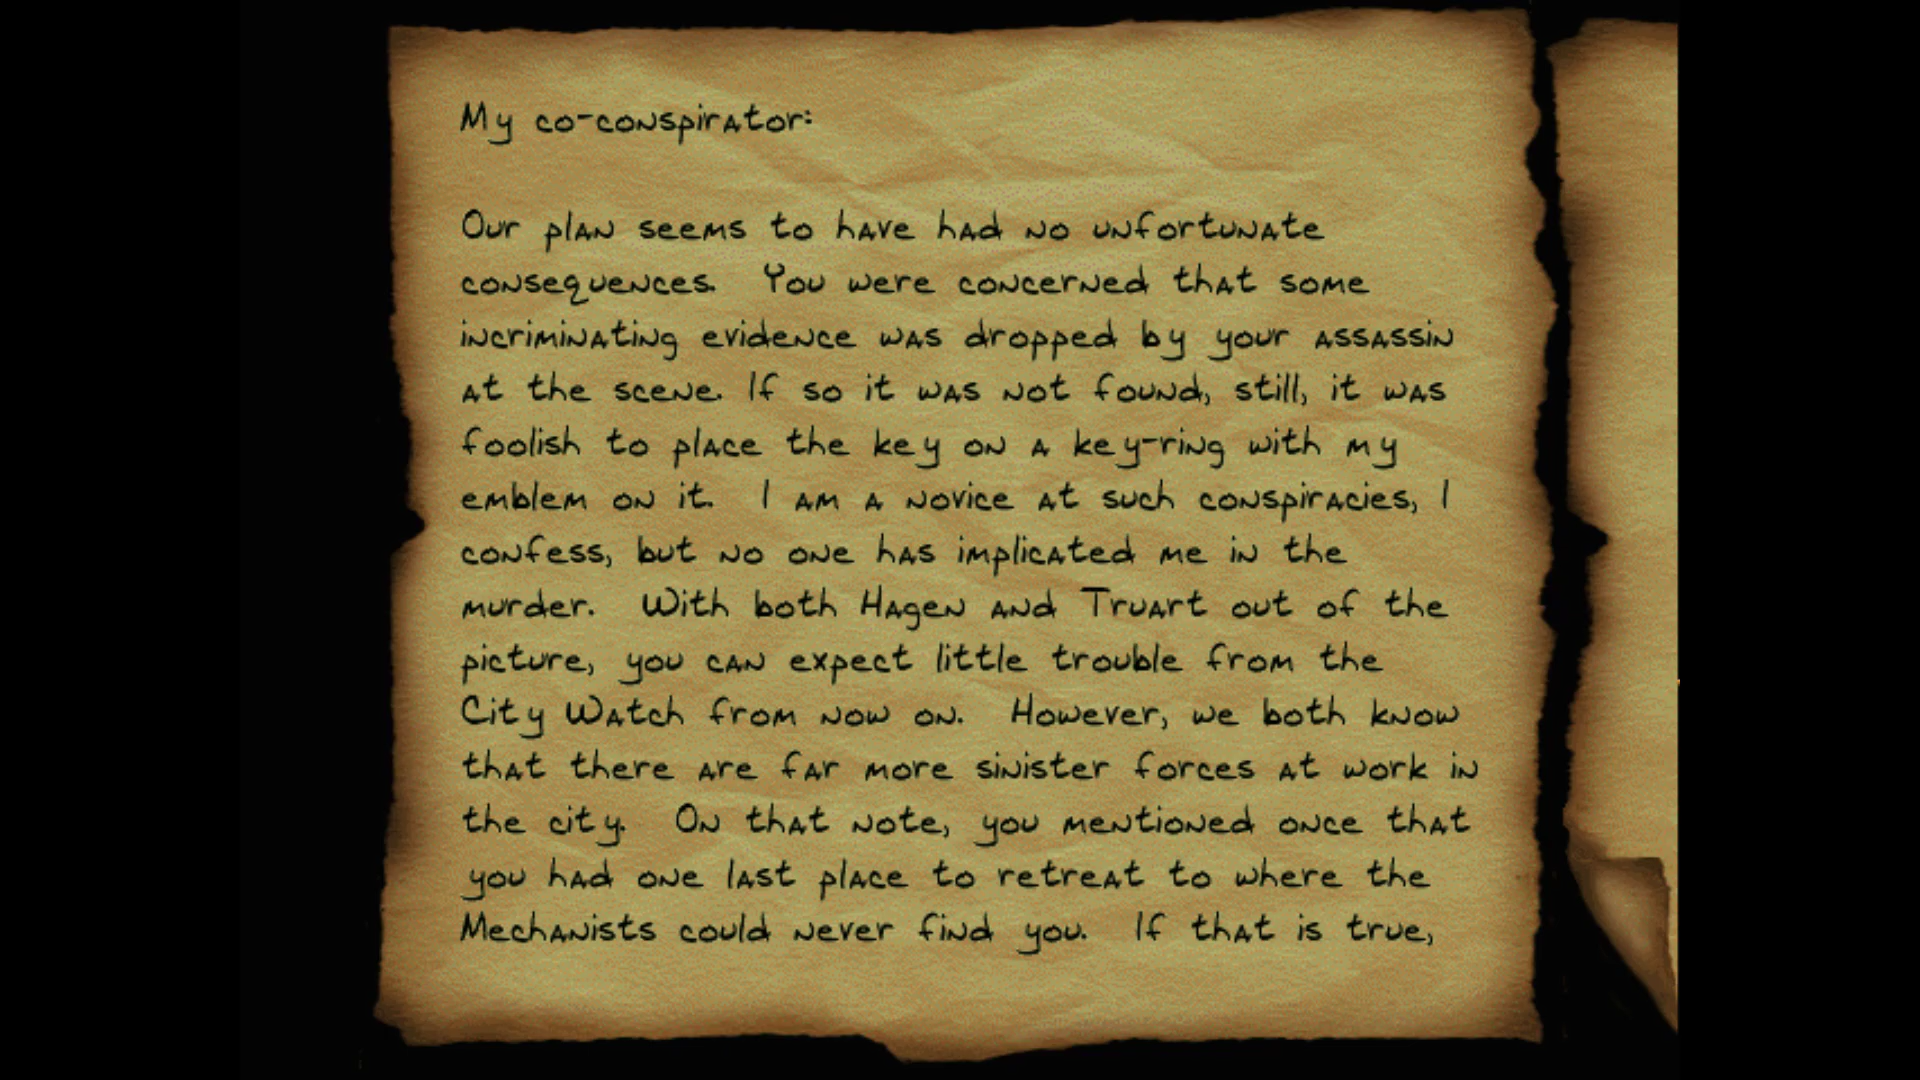 My co-conspirator:
Our plan seems to have had no unfortunate
consequences. You were concerned that some
incriminating evidence was dropped by your assassin
at the scene. If so it was not found, still, it was
foolish to place the key on a key-ring with my
emblem on it. I am a novice at such conspiracies, I
confess, but no one has implicated me in the
murder. With both Hagen and Truart out of the
picture, you can expect little trouble from the
City Watch from now on. However, we both know
that there are far more sinister forces at work in
the city. On that note, you mentioned once that
you had one last place to retreat to where the
Mechanists could never find you. If that is true,